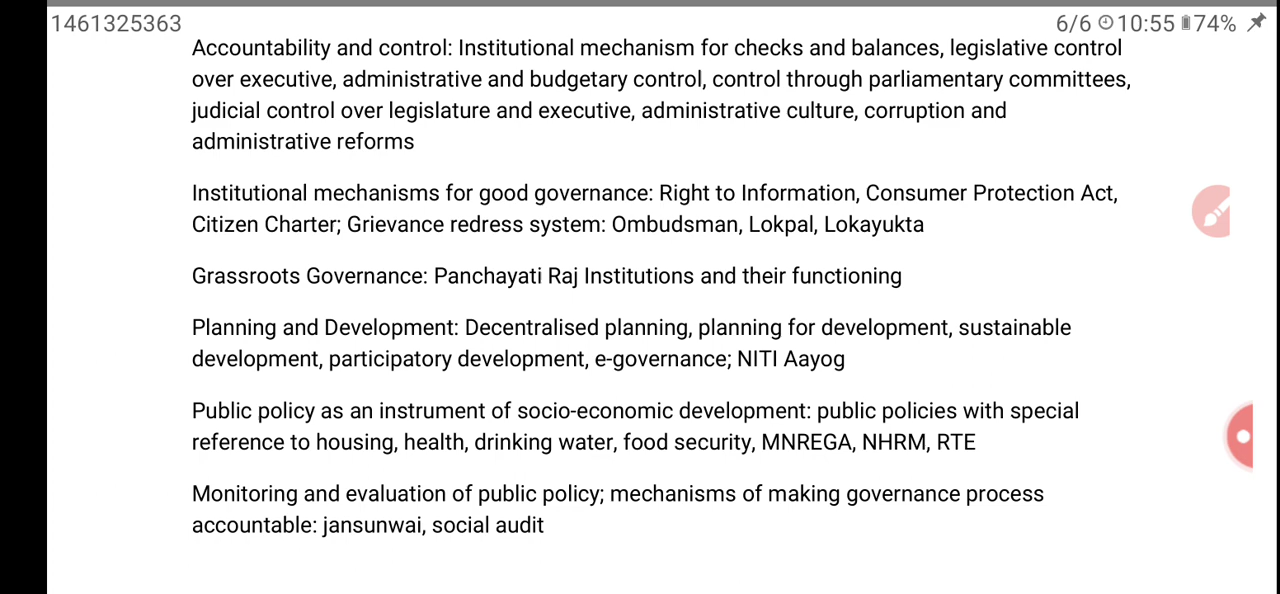 1461325363
6/6 10:55 74%
Accountability and control: Institutional mechanism for checks and balances, legislative control
over executive, administrative and budgetary control, control through parliamentary committees,
judicial control over legislature and executive, administrative culture, corruption and
administrative reforms
Institutional mechanisms for good governance: Right to Information, Consumer Protection Act,
Citizen Charter; Grievance redress system: Ombudsman, Lokpal, Lokayukta
Grassroots Governance: Panchayati Raj Institutions and their functioning
Planning and Development: Decentralised planning, planning for development, sustainable
development, participatory development, e-governance; NITI Aayog
Public policy as an instrument of socio-economic development: public policies with special
reference to housing, health, drinking water, food security, MNREGA, NHRM, RTE
Monitoring and evaluation of public policy; mechanisms of making governance process
accountable: jansunwai, social audit